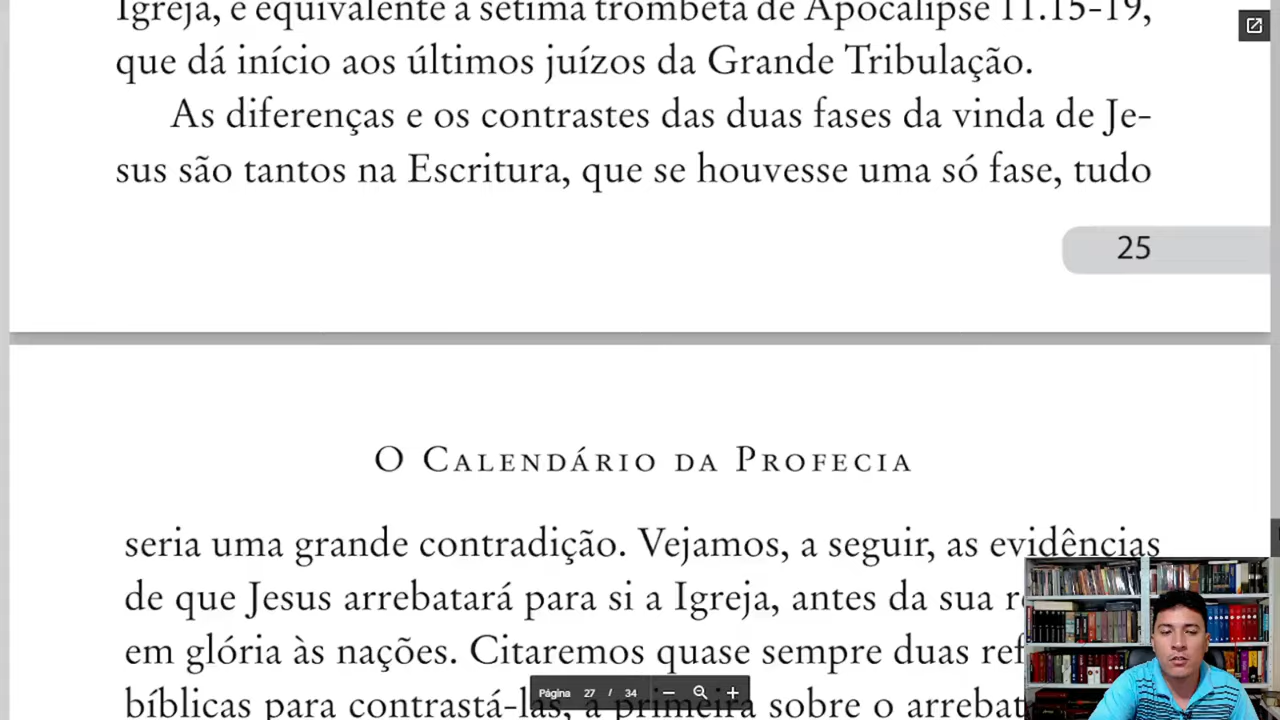 Igreja, e equivalente à sétima trombeta de Apocalipse 11.15-19,
que dá início aos últimos juízos da Grande Tribulação.
As diferenças e os contrastes das duas fases da vinda de Je-
sus são tantos na Escritura, que se houvesse uma só fase, tudo
25
O CALENDÁRIO DA PROFECIA
seria uma grande contradição. Vejamos, a seguir, as evidências
de que Jesus arrebatará para si a Igreja, antes da sua
em glória às nações. Citaremos quase sempre duas
bíblicas para contrastá-las, a primeira sobre o
Página 27 / 34